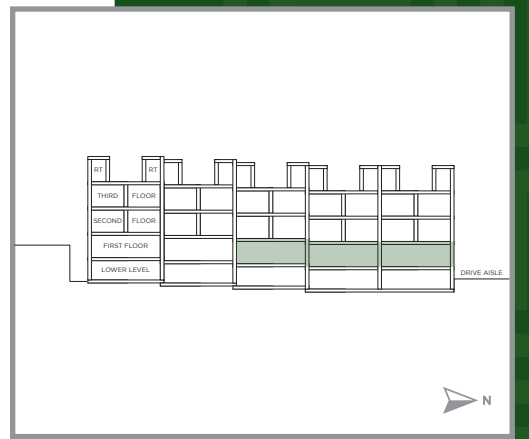 RT RT
THIRD FLOOR
SECOND FLOOR
FIRST FLOOR
LOWER LEVEL
DRIVE AISLE
N